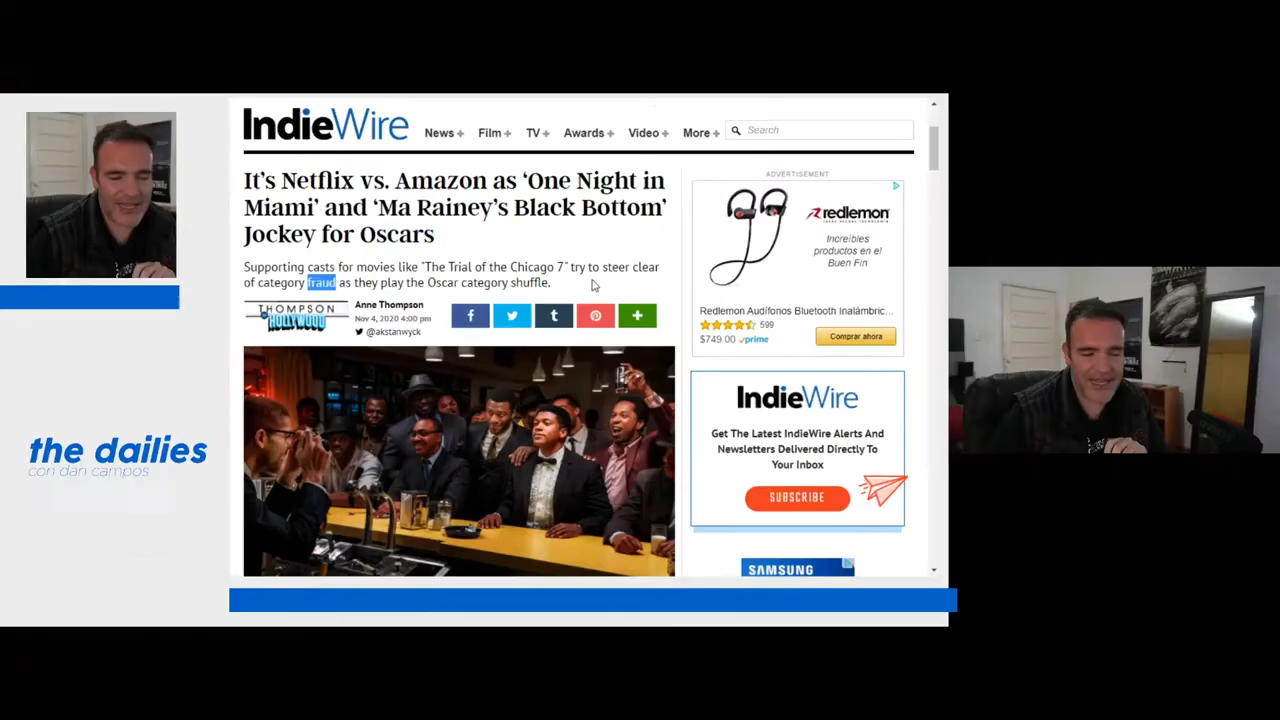 IndieWire
News +
Film +
TV +
Awards +
Video +
More +
Search
It's Netflix vs. Amazon as ‘One Night in
Miami’ and ‘Ma Rainey’s Black Bottom’
Jockey for Oscars
Supporting casts for movies like "The Trial of the Chicago 7" try to steer clear
of category fraud as they play the Oscar category shuffle.
THOMPSON
ON
HOLLYWOOD
Anne Thompson
Nov 4, 2020 4:00 pm
@akstanwyck
ADVERTISEMENT
redlemon
Increíbles
productos en el
Buen Fin
Redlemon Audífonos Bluetooth Inalámbric...
599
$749.00 prime
Comprar ahora
IndieWire
Get The Latest IndieWire Alerts And
Newsletters Delivered Directly To
Your Inbox
SUBSCRIBE
SAMSUNG
the dailies
con dan campos